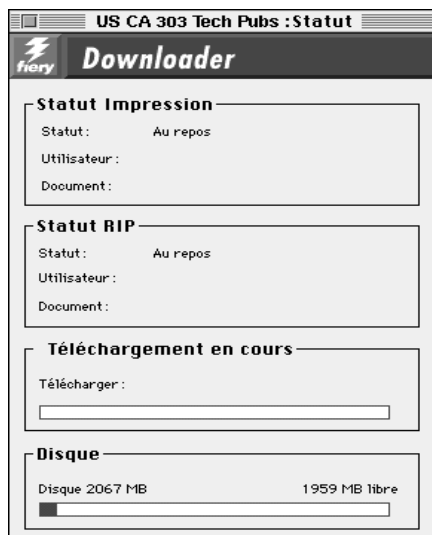 US CA 303 Tech Pubs :Statut
fiery
Downloader
Statut Impression
Statut : Au repos
Utilisateur :
Document :
Statut RIP
Statut : Au repos
Utilisateur :
Document :
Téléchargement en cours
Télécharger :
Disque
Disque 2067 MB 1959 MB libre